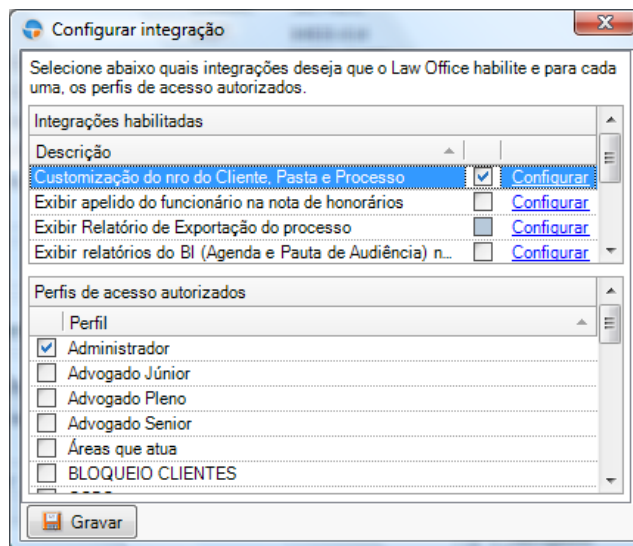 Configurar integração
Selecione abaixo quais integrações deseja que o Law Office habilite e para cada
uma, os perfis de acesso autorizados.
Integrações habilitadas
Descrição
Customização do nro do Cliente, Pasta e Processo Configurar
Exibir apelido do funcionário na nota de honorários Configurar
Exibir Relatório de Exportação do processo Configurar
Exibir relatórios do BI (Agenda e Pauta de Audiência) n... Configurar
Perfis de acesso autorizados
Perfil
Administrador
Advogado Júnior
Advogado Pleno
Advogado Senior
Áreas que atua
BLOQUEIO CLIENTES
Gravar